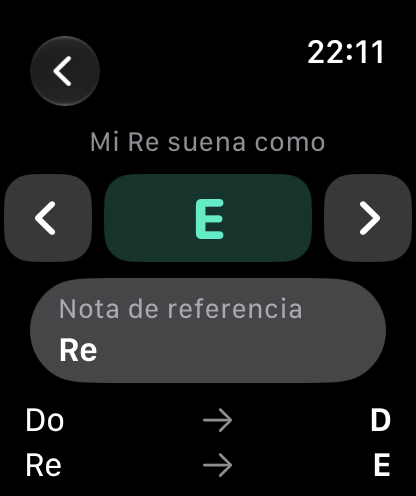 22:11
Mi Re suena como
E
Nota de referencia
Re
Do → D
Re → E